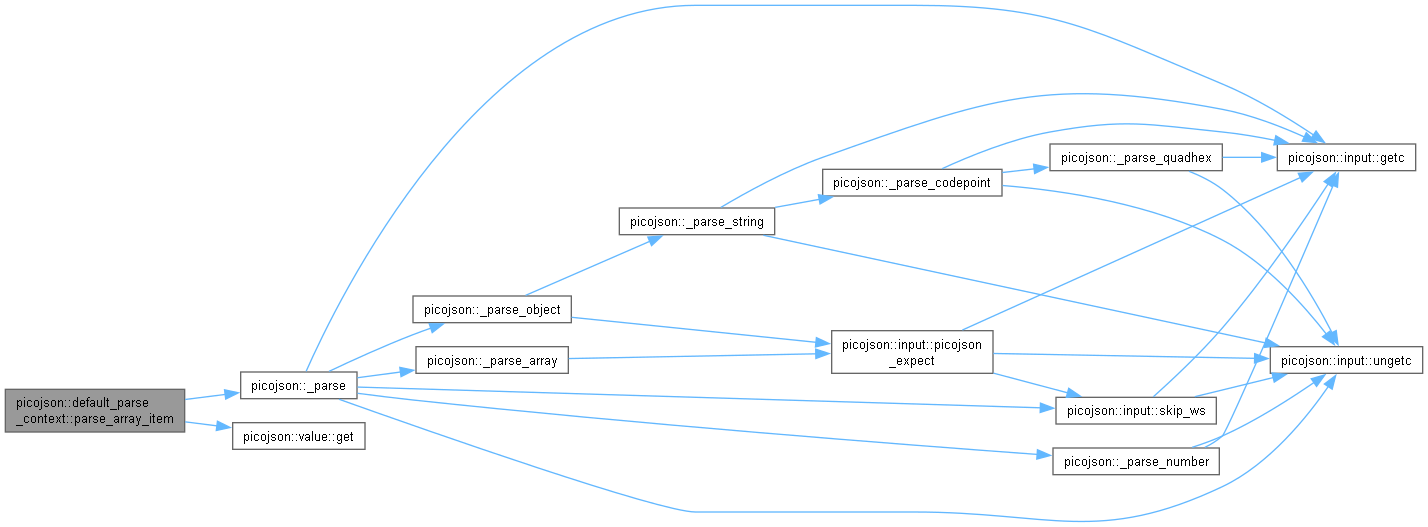 picojson::default_parse
_context::parse_array_item
picojson::_parse
picojson::value::get
picojson::_parse_object
picojson::_parse_array
picojson::_parse_string
picojson::_parse_codepoint
picojson::input::picojson
_expect
picojson::_parse_quadhex
picojson::input::skip_ws
picojson::_parse_number
picojson::input::getc
picojson::input::ungetc